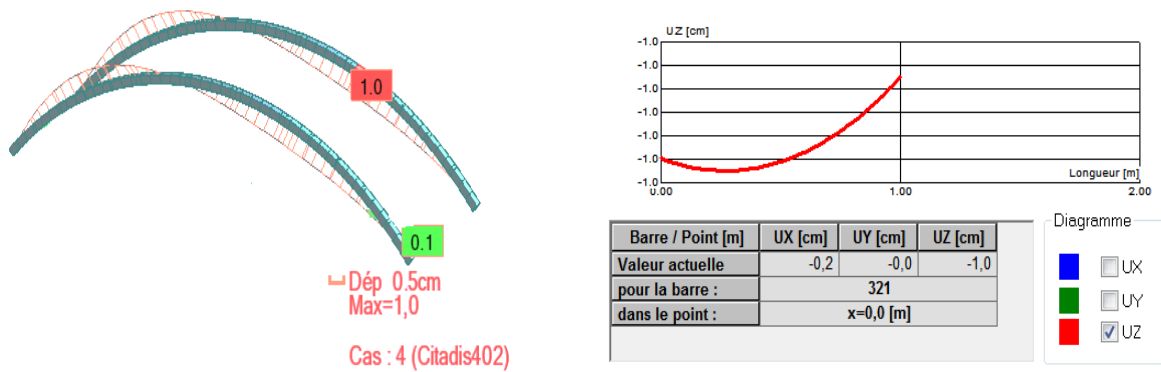 1.0
0.1
Dép 0.5cm
Max=1,0
Cas : 4 (Citadis402)
UZ [cm]
-1.0
-1.0
-1.0
-1.0
-1.0
-1.0
-1.0
Longueur [m]
0.00 1.00 2.00
Barre / Point [m] UX [cm] UY [cm] UZ [cm]
Valeur actuelle -0,2 -0,0 -1,0
pour la barre : 321
dans le point : x=0,0 [m]
Diagramme
UX
UY
UZ